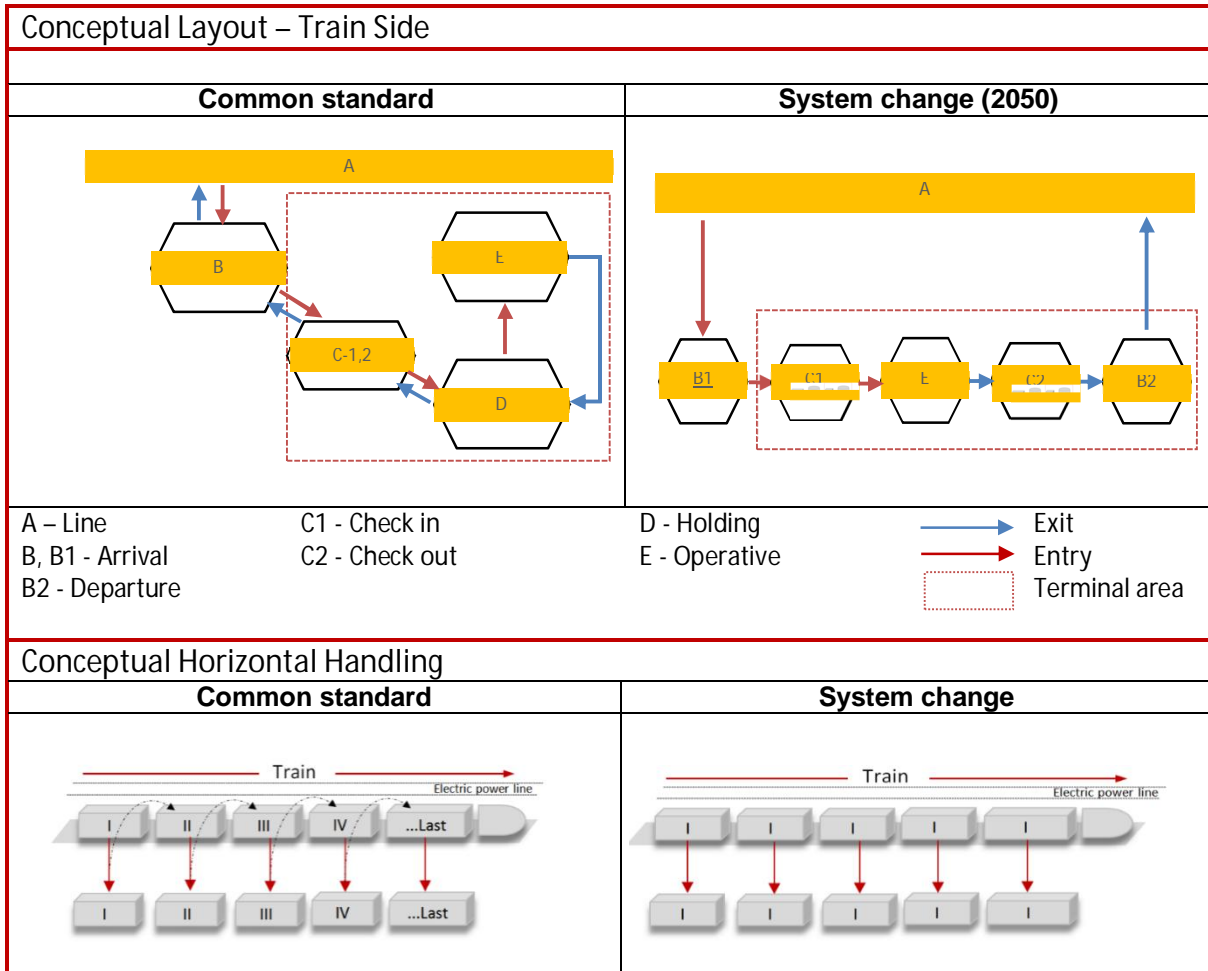 Conceptual Layout – Train Side
Common standard
System change (2050)
A
B
E
C-1,2
D
A
B1
C1
E
C2
B2
A – Line
C1 - Check in
D - Holding
Exit
B, B1 - Arrival
C2 - Check out
E - Operative
Entry
B2 - Departure
Terminal area
Conceptual Horizontal Handling
Common standard
System change
Train
Electric power line
I II III IV ...Last
I II III IV ...Last
Train
Electric power line
I I I I I
I I I I I